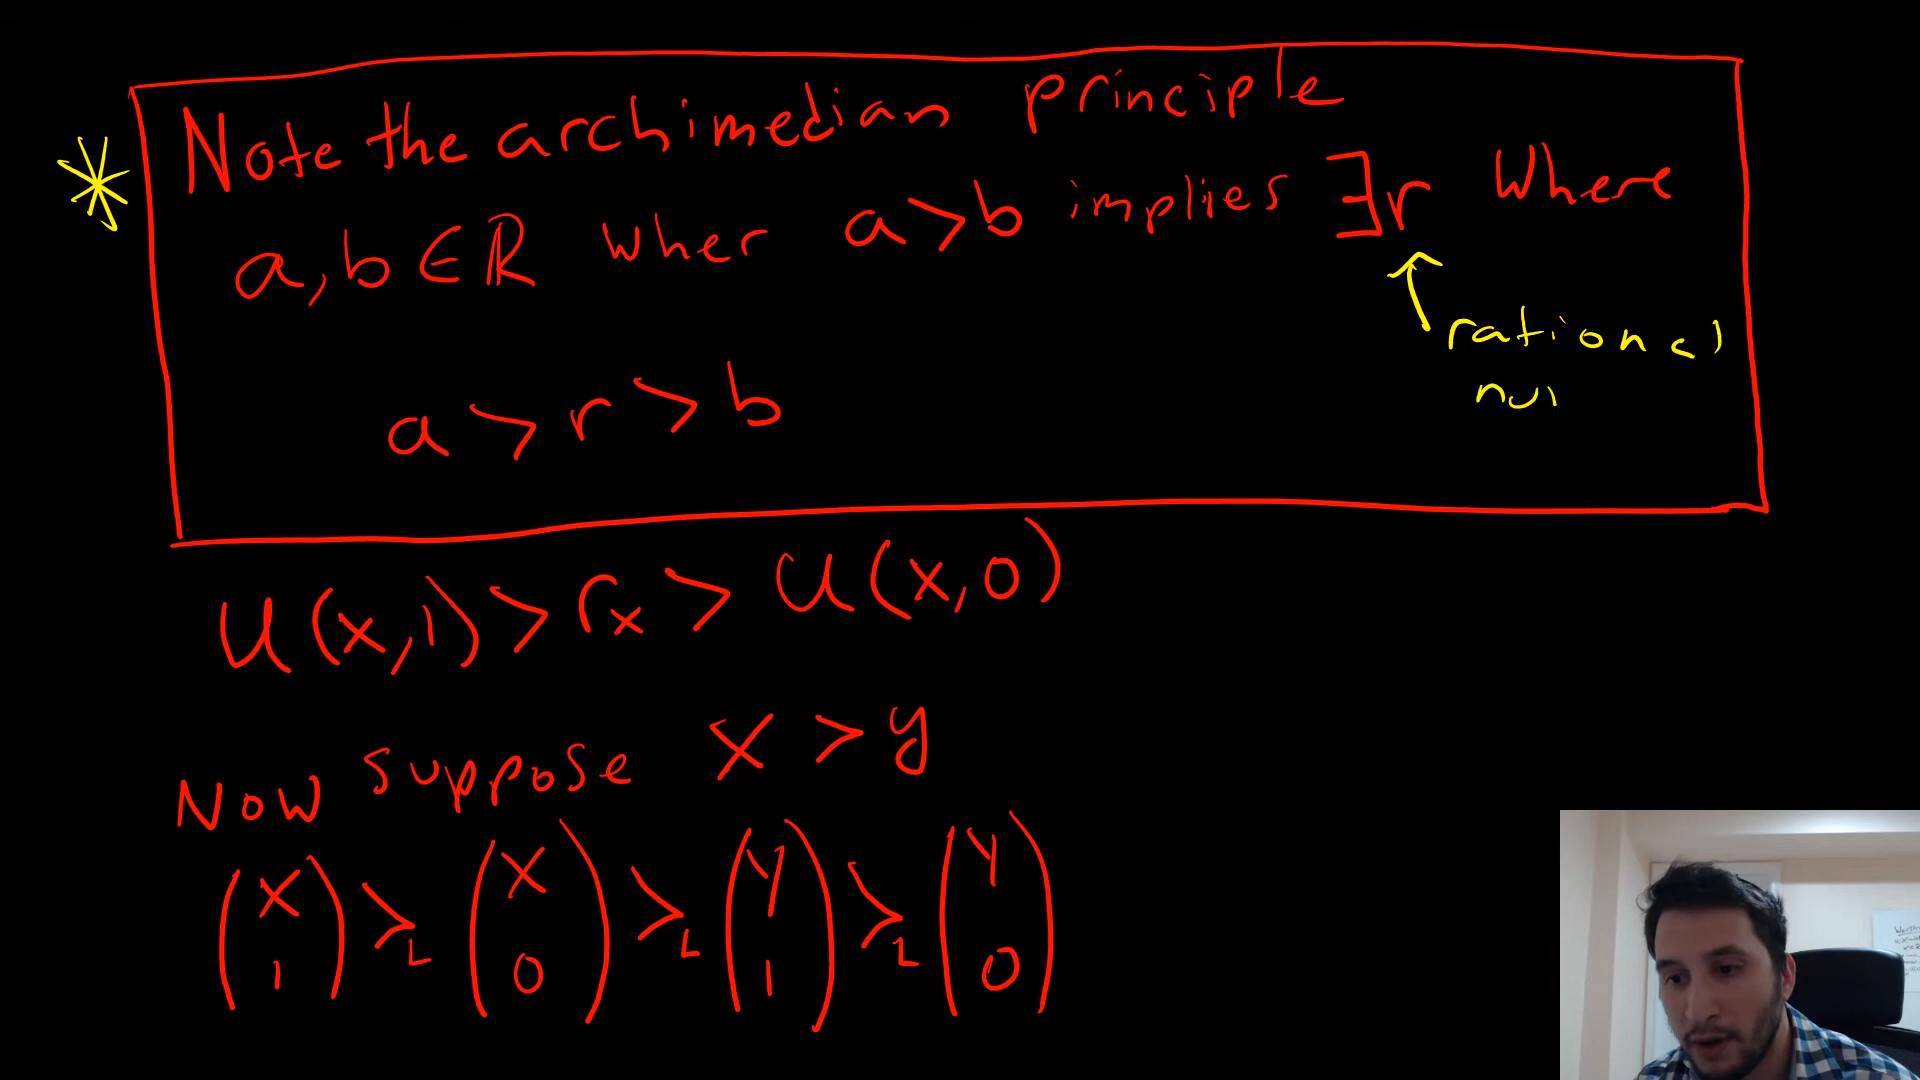 Note the archimedian principle
a, b ∈ ℝ wher a > b implies ∃r Where
rational
a > r > b
U(x,1) > rₓ > U(x,0)
Now suppose x > y
(x 1) >_L (x 0) >_L (y 1) >_L (y 0)